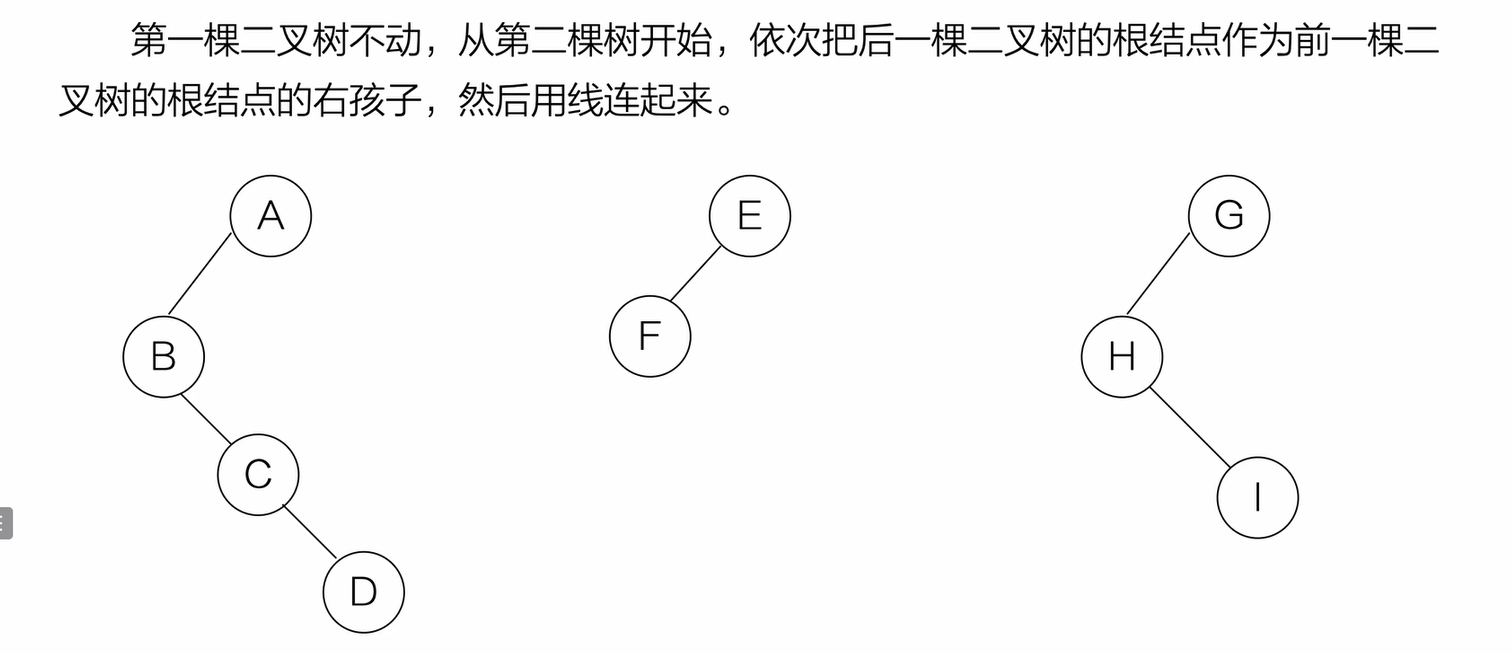 第一棵二叉树不动，从第二棵树开始，依次把后一棵二叉树的根结点作为前一棵二
叉树的根结点的右孩子，然后用线连起来。
A E G
B F H
C I
D